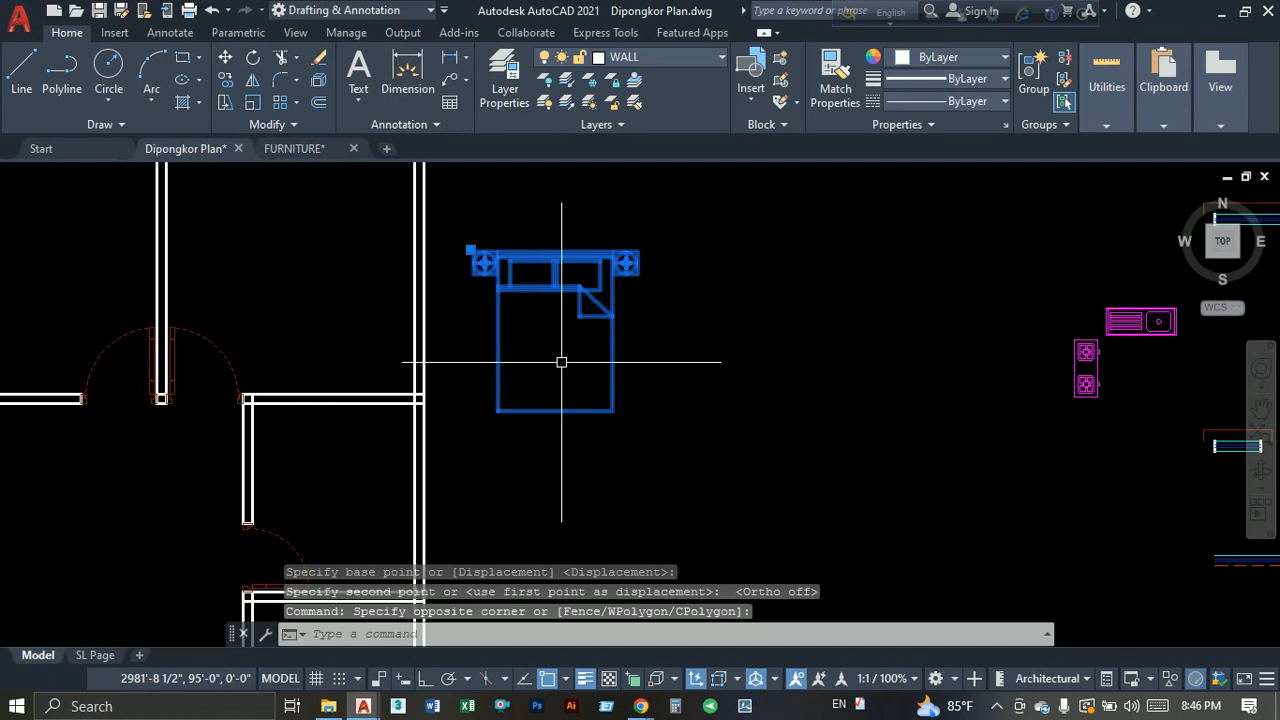 Drafting & Annotation
Autodesk AutoCAD 2021 Dipongkor Plan.dwg
Type a keyword or phrase
English
Sign In
Home Insert Annotate Parametric View Manage Output Add-ins Collaborate Express Tools Featured Apps
Line Polyline Circle Arc
Text Dimension
Layer Properties
WALL
Insert
Match Properties
ByLayer
ByLayer
ByLayer
Group
Utilities
Clipboard
View
Draw Modify Annotation Layers Block Properties Groups
Start Dipongkor Plan* FURNITURE*
N
W TOP E
S
WCS
Specify base point or [Displacement] <Displacement>:
Specify second point or <use first point as displacement>: <Ortho off>
Command: Specify opposite corner or [Fence/WPolygon/CPolygon]:
Type a command
Model SL Page
2981'-8 1/2", 95'-0", 0'-0" MODEL 1:1 / 100% Architectural
Search 85°F EN 8:46 PM